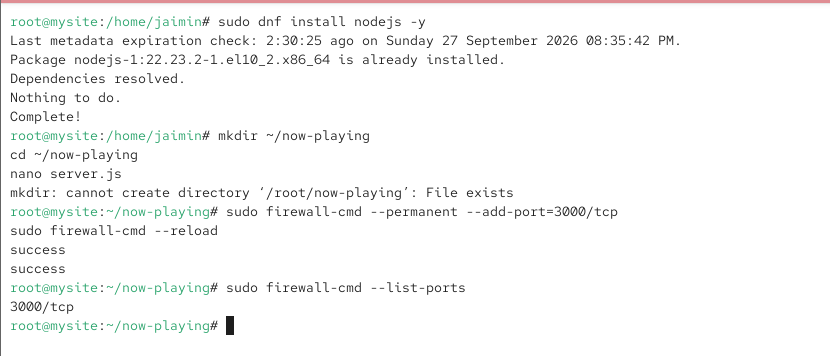 root@mysite:/home/jaimin# sudo dnf install nodejs -y
Last metadata expiration check: 2:30:25 ago on Sunday 27 September 2026 08:35:42 PM.
Package nodejs-1:22.23.2-1.el10_2.x86_64 is already installed.
Dependencies resolved.
Nothing to do.
Complete!
root@mysite:/home/jaimin# mkdir ~/now-playing
cd ~/now-playing
nano server.js
mkdir: cannot create directory ‘/root/now-playing’: File exists
root@mysite:~/now-playing# sudo firewall-cmd --permanent --add-port=3000/tcp
sudo firewall-cmd --reload
success
success
root@mysite:~/now-playing# sudo firewall-cmd --list-ports
3000/tcp
root@mysite:~/now-playing#